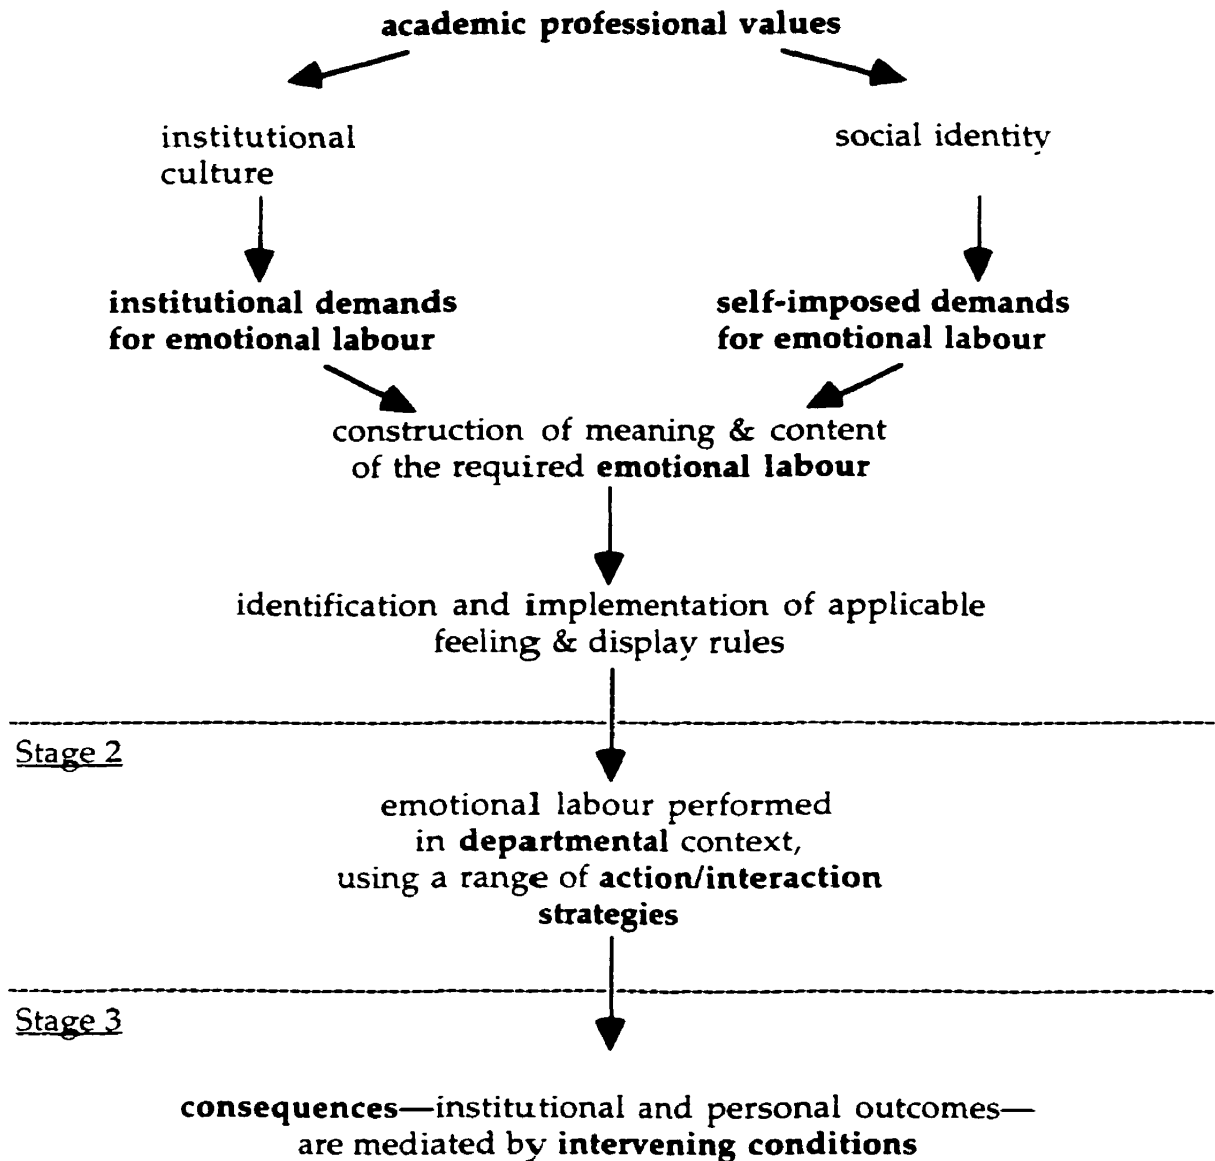 academic professional values
institutional
culture
social identity
institutional demands
for emotional labour
self-imposed demands
for emotional labour
construction of meaning & content
of the required emotional labour
identification and implementation of applicable
feeling & display rules
Stage 2
emotional labour performed
in departmental context,
using a range of action/interaction
strategies
Stage 3
consequences—institutional and personal outcomes—
are mediated by intervening conditions